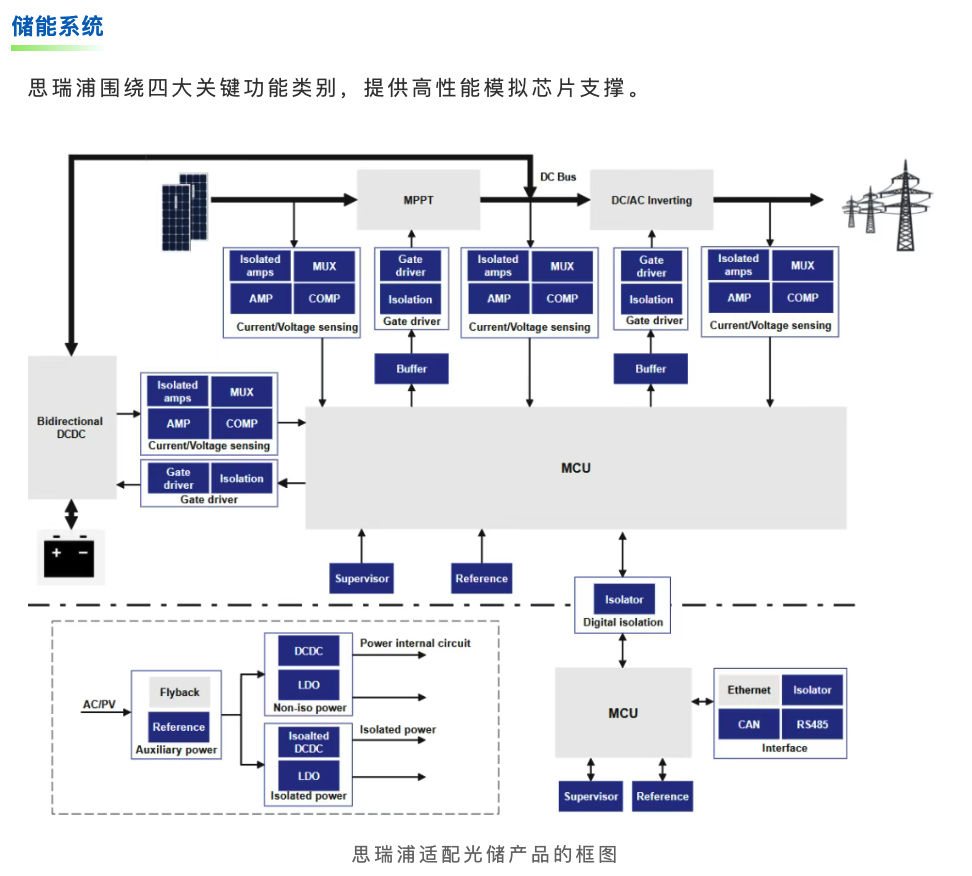 储能系统
思瑞浦围绕四大关键功能类别，提供高性能模拟芯片支撑。
DC Bus
MPPT
DC/AC Inverting
Isolated
amps
MUX
AMP
COMP
Current/Voltage sensing
Gate
driver
Isolation
Gate driver
Isolated
amps
MUX
AMP
COMP
Current/Voltage sensing
Gate
driver
Isolation
Gate driver
Isolated
amps
MUX
AMP
COMP
Current/Voltage sensing
Buffer
Buffer
Bidirectional
DCDC
Isolated
amps
MUX
AMP
COMP
Current/Voltage sensing
Gate
driver
Isolation
Gate driver
MCU
+ −
Supervisor
Reference
Isolator
Digital isolation
AC/PV
Flyback
Reference
Auxiliary power
DCDC
LDO
Non-iso power
Power internal circuit
Isoalted
DCDC
LDO
Isolated power
Isolated power
MCU
Ethernet
Isolator
CAN
RS485
Interface
Supervisor
Reference
思瑞浦适配光储产品的框图